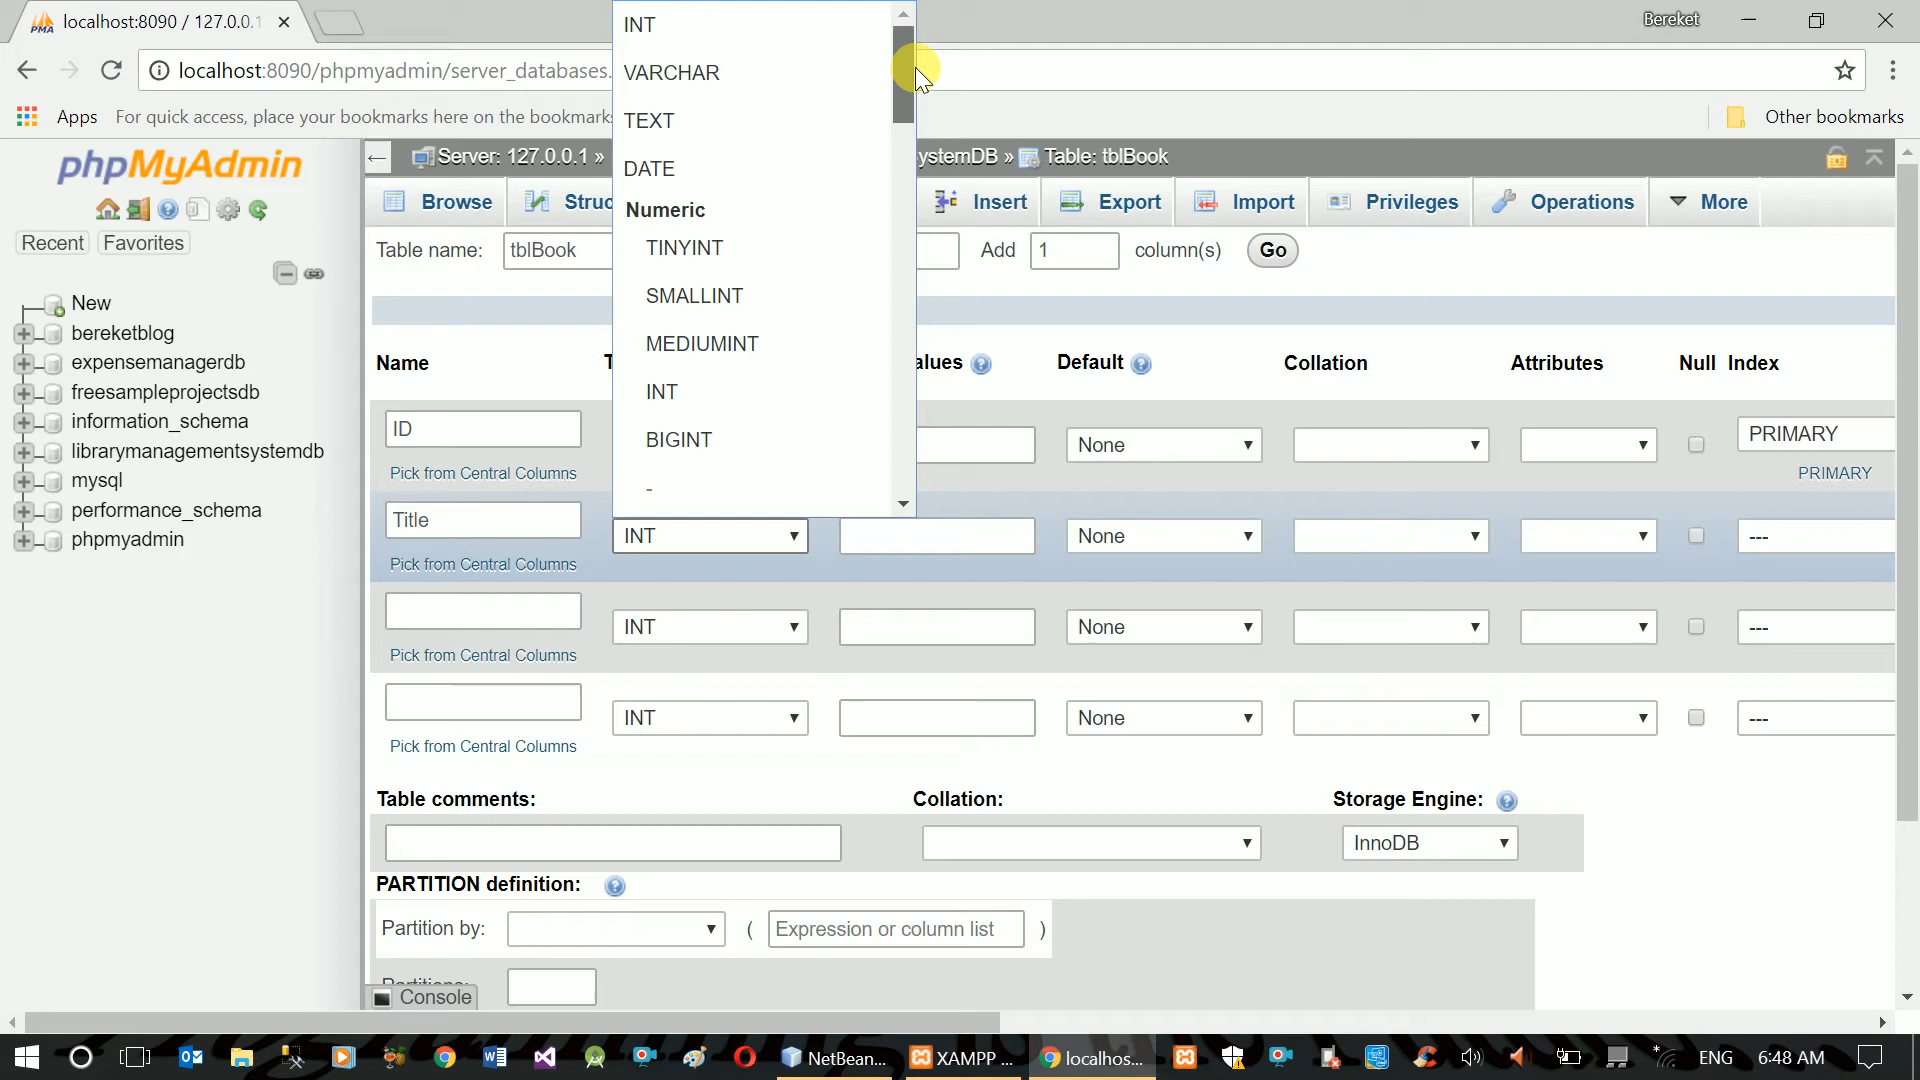 localhost:8090 / 127.0.0.1
Bereket
localhost:8090/phpmyadmin/server_databases.
Apps For quick access, place your bookmarks here on the bookmarks
Other bookmarks
phpMyAdmin
Recent Favorites
New
bereketblog
expensemanagerdb
freesampleprojectsdb
information_schema
librarymanagementsystemdb
mysql
performance_schema
phpmyadmin
Server: 127.0.0.1 » ystemDB » Table: tblBook
Browse Struc Insert Export Import Privileges Operations More
Table name: tblBook Add 1 column(s) Go
INT
VARCHAR
TEXT
DATE
Numeric
TINYINT
SMALLINT
MEDIUMINT
INT
BIGINT
-
Name alues Default Collation Attributes Null Index
ID None PRIMARY
Pick from Central Columns PRIMARY
Title INT None ---
Pick from Central Columns
INT None ---
Pick from Central Columns
INT None ---
Pick from Central Columns
Table comments: Collation: Storage Engine:
InnoDB
PARTITION definition:
Partition by: ( Expression or column list )
Partitions:
Console
NetBean... XAMPP ... localhos... ENG 6:48 AM